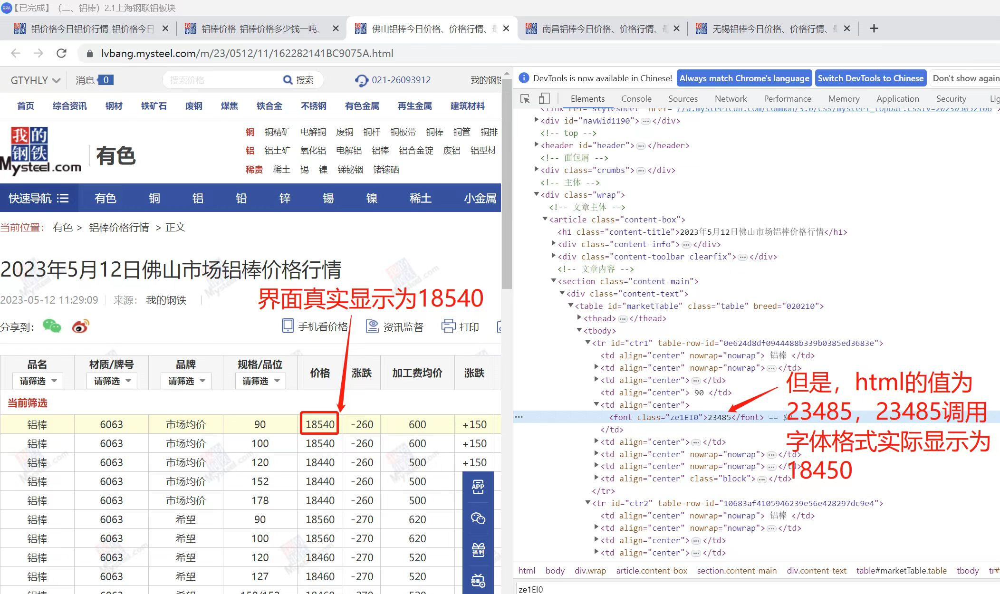 RPA 【已完成】（二、铝棒）2.1上海钢联铝板块
铝价格今日铝价行情_铝价格今日
铝棒价格_铝棒价格多少钱一吨、
佛山铝棒今日价格、价格行情、
南昌铝棒今日价格、价格行情、
无锡铝棒今日价格、价格行情、
lvbang.mysteel.com/m/23/0512/11/162282141BC9075A.html
GTYHLY 消息 0 搜索价格 搜索 021-26093912 我的钢铁
首页 综合资讯 钢材 铁矿石 废钢 煤焦 铁合金 不锈钢 有色金属 再生金属 建筑材料
我的钢铁
Mysteel.com
有色
铜 铜精矿 电解铜 废铜 铜杆 铜板带 铜棒 铜管 铜排
铝 铝土矿 氧化铝 电解铝 铝棒 铝合金锭 废铝 铝型材
稀贵 稀土 锡 镍 锑铋铟 锗镓硒
快速导航 有色 铜 铝 铅 锌 锡 镍 稀土 小金属
当前位置： 有色 > 铝棒价格行情 > 正文
2023年5月12日佛山市场铝棒价格行情
界面真实显示为18540
2023-05-12 11:29:09 来源： 我的钢铁
分享到： 手机看价格 资讯监督 打印
品名 材质/牌号 品牌 规格/品位 价格 涨跌 加工费均价 涨跌
请筛选 请筛选 请筛选 请筛选
当前筛选
铝棒 6063 市场均价 90 18540 -260 600 +150
铝棒 6063 市场均价 100 18540 -260 600 +150
铝棒 6063 市场均价 120 18440 -260 500 +150
铝棒 6063 市场均价 152 18440 -260 500
铝棒 6063 市场均价 178 18440 -260 500
铝棒 6063 希望 90 18560 -270 620
铝棒 6063 希望 100 18560 -270 620
铝棒 6063 希望 120 18460 -270 520
铝棒 6063 希望 127 18460 -270 520
APP
福利
直播
DevTools is now available in Chinese! Always match Chrome's language Switch DevTools to Chinese Don't show again
Elements Console Sources Network Performance Memory Application Security Lig
<link rel="stylesheet" href="//a.mysteelcdn.com/common/3.0/css/mysteel_topbar.css?v=202305052106"
<div id="navWid1190">…</div>
<!-- top -->
<header id="header">…</header>
<!-- 面包屑 -->
<div class="crumbs">…</div>
<!-- 主体 -->
<div class="wrap">
<!-- 文章主体 -->
<article class="content-box">
<h1 class="content-title">2023年5月12日佛山市场铝棒价格行情</h1>
<div class="content-info">…</div>
<div class="content-toolbar clearfix">…</div>
<!-- 文章内容 -->
<section class="content-main">
<div class="content-text">
<table id="marketTable" class="table" breed="020210">
<thead>…</thead>
<tbody>
<tr id="ctr1" table-row-id="0e624d8df0944488b339b0385ed3683e">
<td align="center" nowrap="nowrap"> 铝棒 </td>
<td align="center" nowrap="nowrap">…</td>
<td align="center">…</td>
<td align="center"> 90 </td>
<td align="center">
<font class="ze1EI0">23485</font> == $
</td>
<td align="center">…</td>
<td align="center" nowrap="nowrap">…</td>
<td align="center" nowrap="nowrap">…</td>
<td align="center" class="block">…</td>
</tr>
<tr id="ctr2" table-row-id="10683af4105946239e56e428297dc9e4">
<td align="center" nowrap="nowrap"> 铝棒 </td>
<td align="center" nowrap="nowrap">…</td>
<td align="center">…</td>
<td align="center">…</td>
但是，html的值为
23485，23485调用
字体格式实际显示为
18450
html body div.wrap article.content-box section.content-main div.content-text table#marketTable.table tbody tr#
ze1EI0